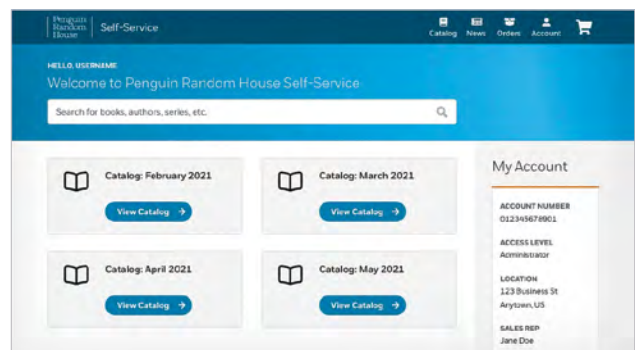 Penguin
Random
House
Self-Service
Catalog
News
Orders
Account
HELLO, USERNAME
Welcome to Penguin Random House Self-Service
Search for books, authors, series, etc.
Catalog: February 2021
View Catalog →
Catalog: March 2021
View Catalog →
Catalog: April 2021
View Catalog →
Catalog: May 2021
View Catalog →
My Account
ACCOUNT NUMBER
012345678901
ACCESS LEVEL
Administrator
LOCATION
123 Business St
Anytown, US
SALES REP
Jane Doe